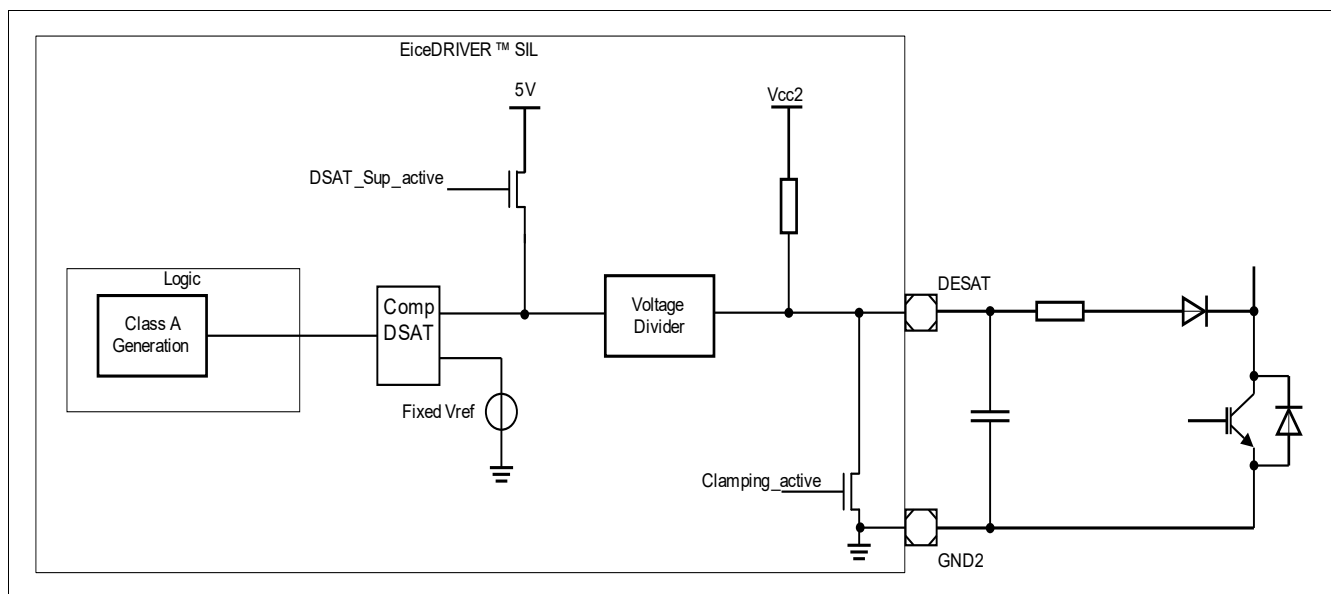 EiceDRIVER ™ SIL
5V
Vcc2
DSAT_Sup_active
Logic
Class A
Generation
Comp
DSAT
Voltage
Divider
DESAT
Fixed Vref
Clamping_active
GND2